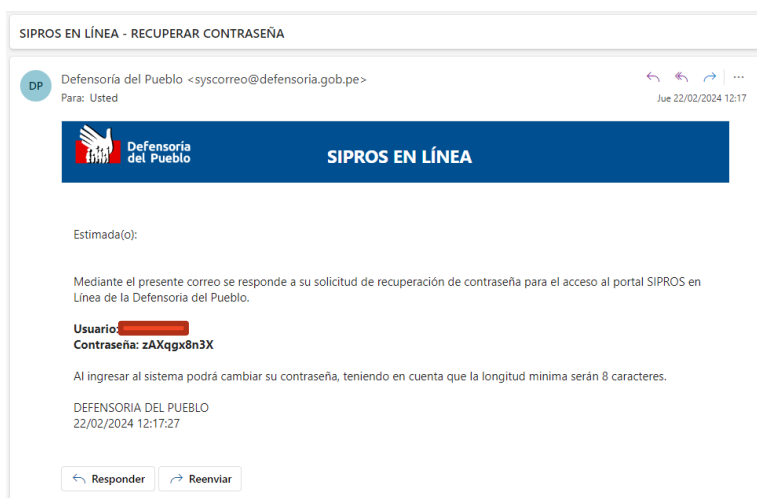 SIPROS EN LÍNEA - RECUPERAR CONTRASEÑA
DP
Defensoría del Pueblo <syscorreo@defensoria.gob.pe>
Para: Usted
Jue 22/02/2024 12:17
Defensoría
del Pueblo
SIPROS EN LÍNEA
Estimada(o):
Mediante el presente correo se responde a su solicitud de recuperación de contraseña para el acceso al portal SIPROS en
Línea de la Defensoria del Pueblo.
Usuario:
Contraseña: zAXqgx8n3X
Al ingresar al sistema podrá cambiar su contraseña, teniendo en cuenta que la longitud minima serán 8 caracteres.
DEFENSORIA DEL PUEBLO
22/02/2024 12:17:27
Responder
Reenviar